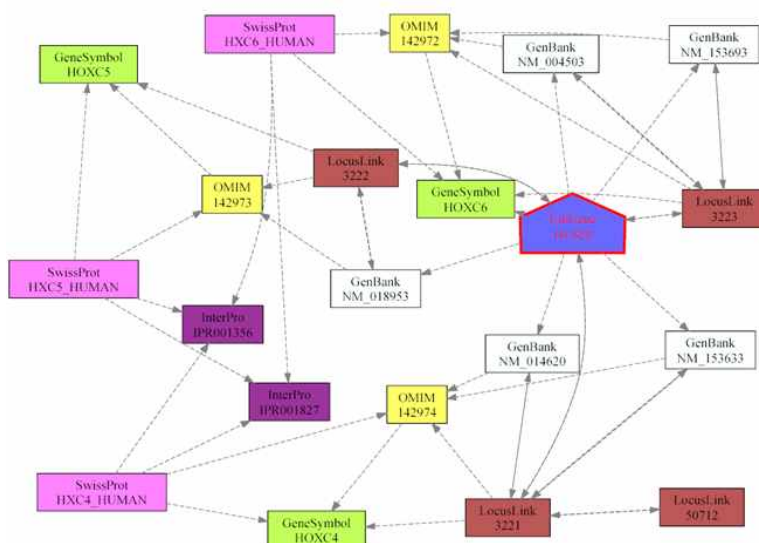 SwissProt
HXC6_HUMAN
OMIM
142972
GenBank
NM_004503
GenBank
NM_153693
GeneSymbol
HOXC5
LocusLink
3222
OMIM
142973
GeneSymbol
HOXC6
LocusLink
3223
SwissProt
HXC5_HUMAN
GenBank
NM_018953
InterPro
IPR001356
GenBank
NM_014620
GenBank
NM_153633
InterPro
IPR001827
OMIM
142974
SwissProt
HXC4_HUMAN
GeneSymbol
HOXC4
LocusLink
3221
LocusLink
50712